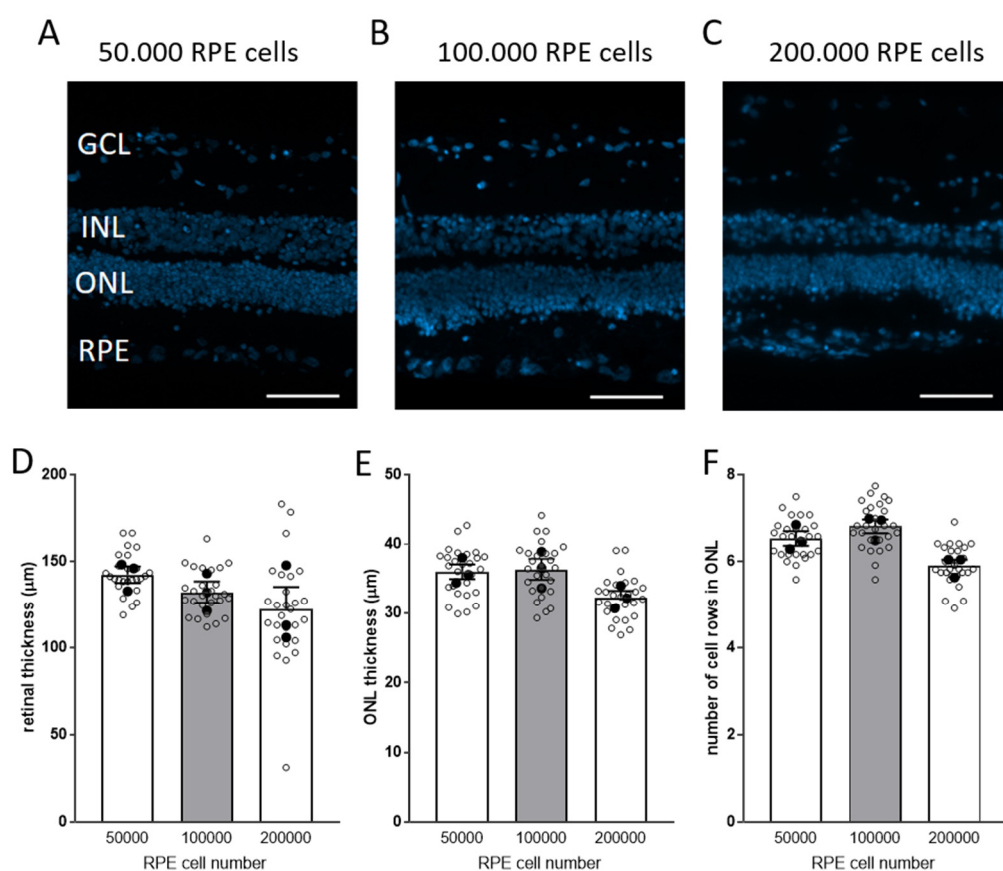 A
50.000 RPE cells
B
100.000 RPE cells
C
200.000 RPE cells
GCL
INL
ONL
RPE
D
retinal thickness (µm)
200
150
100
50
0
50000
100000
200000
RPE cell number
E
ONL thickness (µm)
50
40
30
20
10
0
50000
100000
200000
RPE cell number
F
number of cell rows in ONL
8
6
4
2
0
50000
100000
200000
RPE cell number